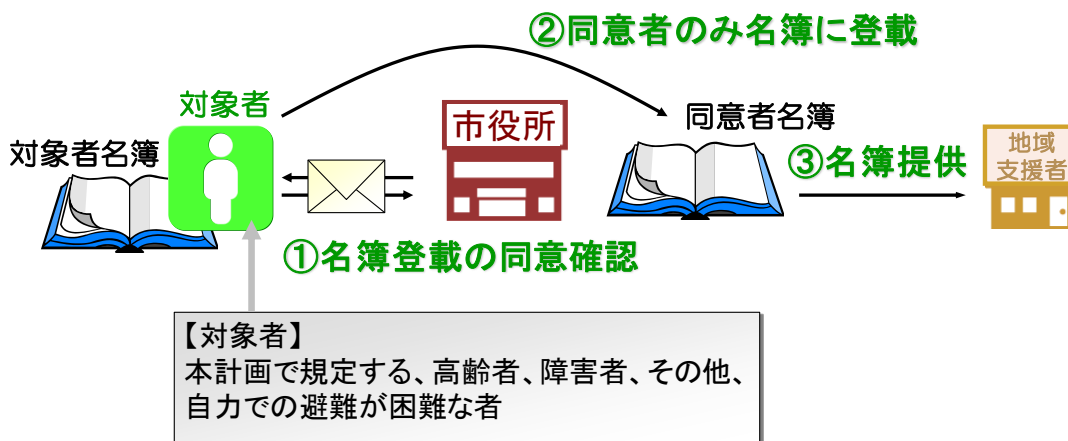 ②同意者のみ名簿に登載
対象者
市役所
同意者名簿
対象者名簿
③名簿提供
地域
支援者
①名簿登載の同意確認
【対象者】
本計画で規定する、高齢者、障害者、その他、
自力での避難が困難な者